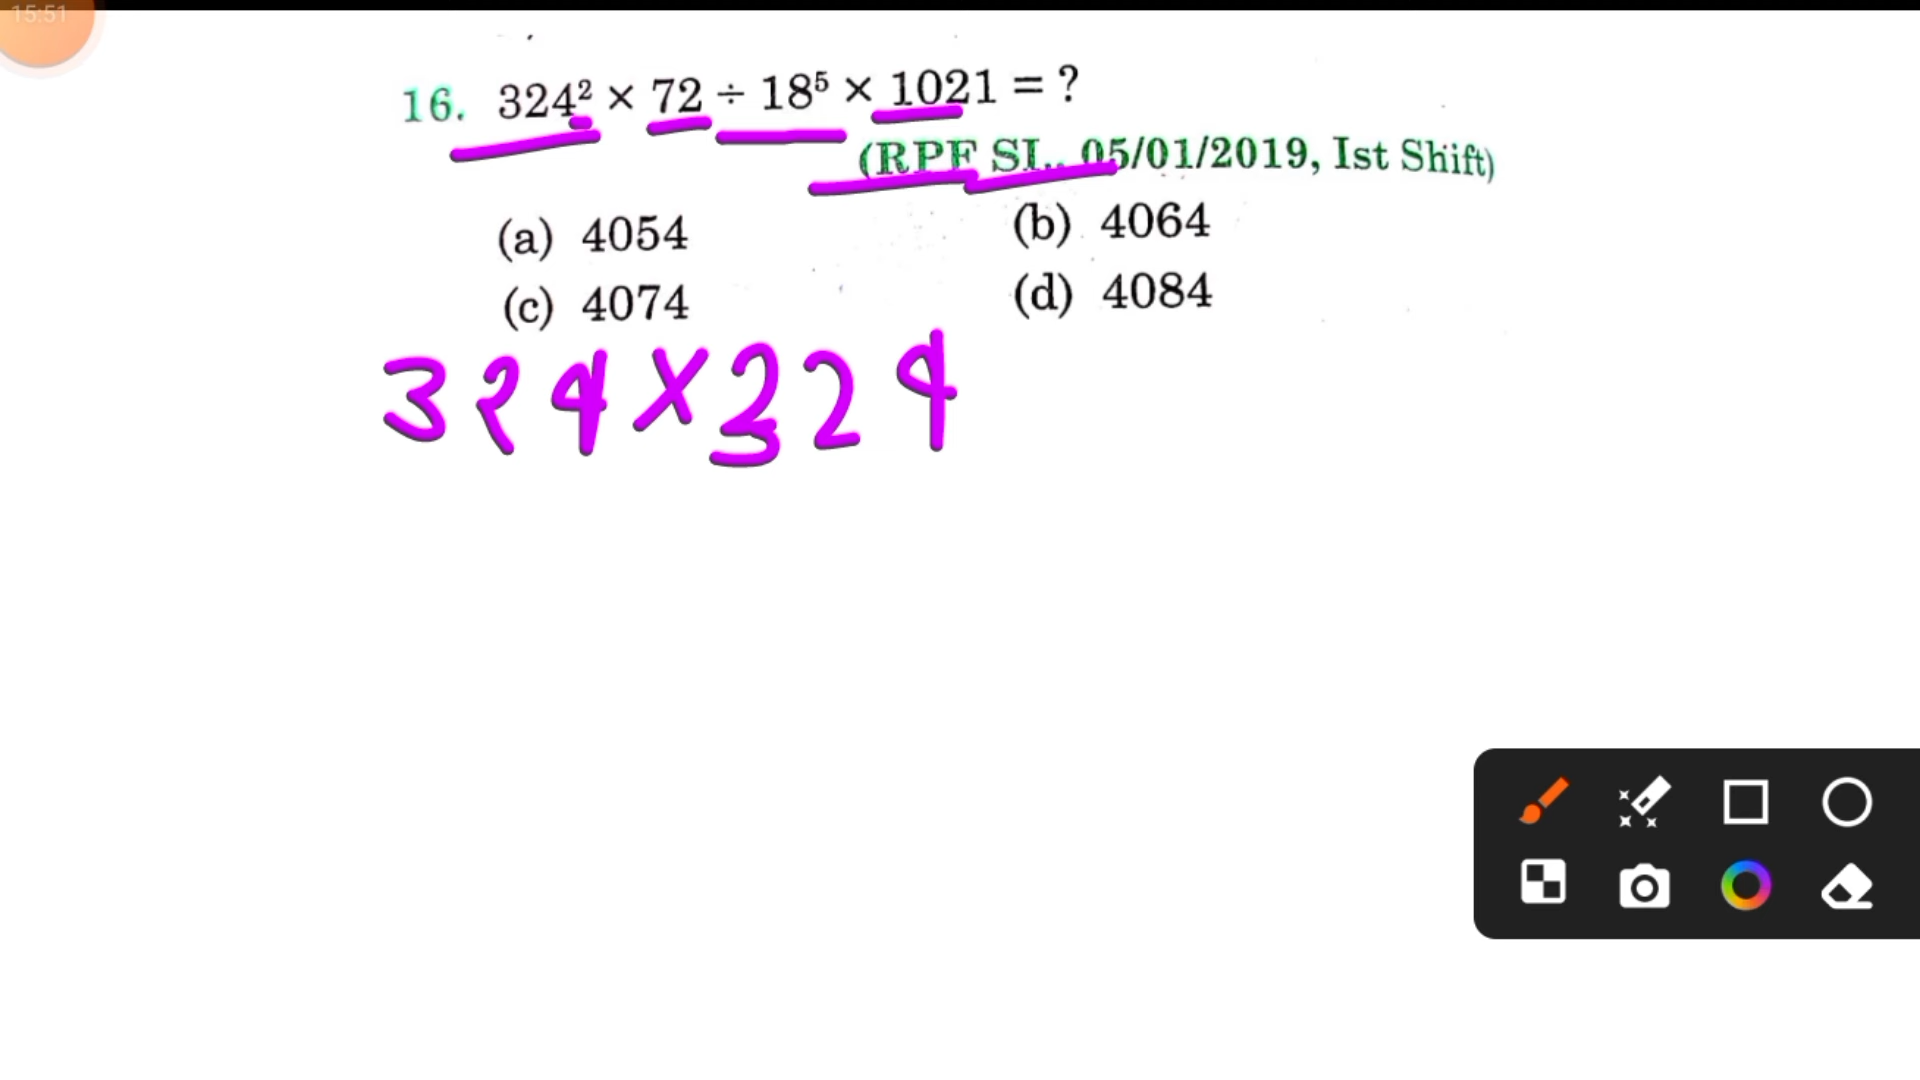 15:51
16. 324² × 72 ÷ 18⁵ × 1021 = ?
(RPF SI., 05/01/2019, Ist Shift)
(a) 4054 (b) 4064
(c) 4074 (d) 4084
324×324